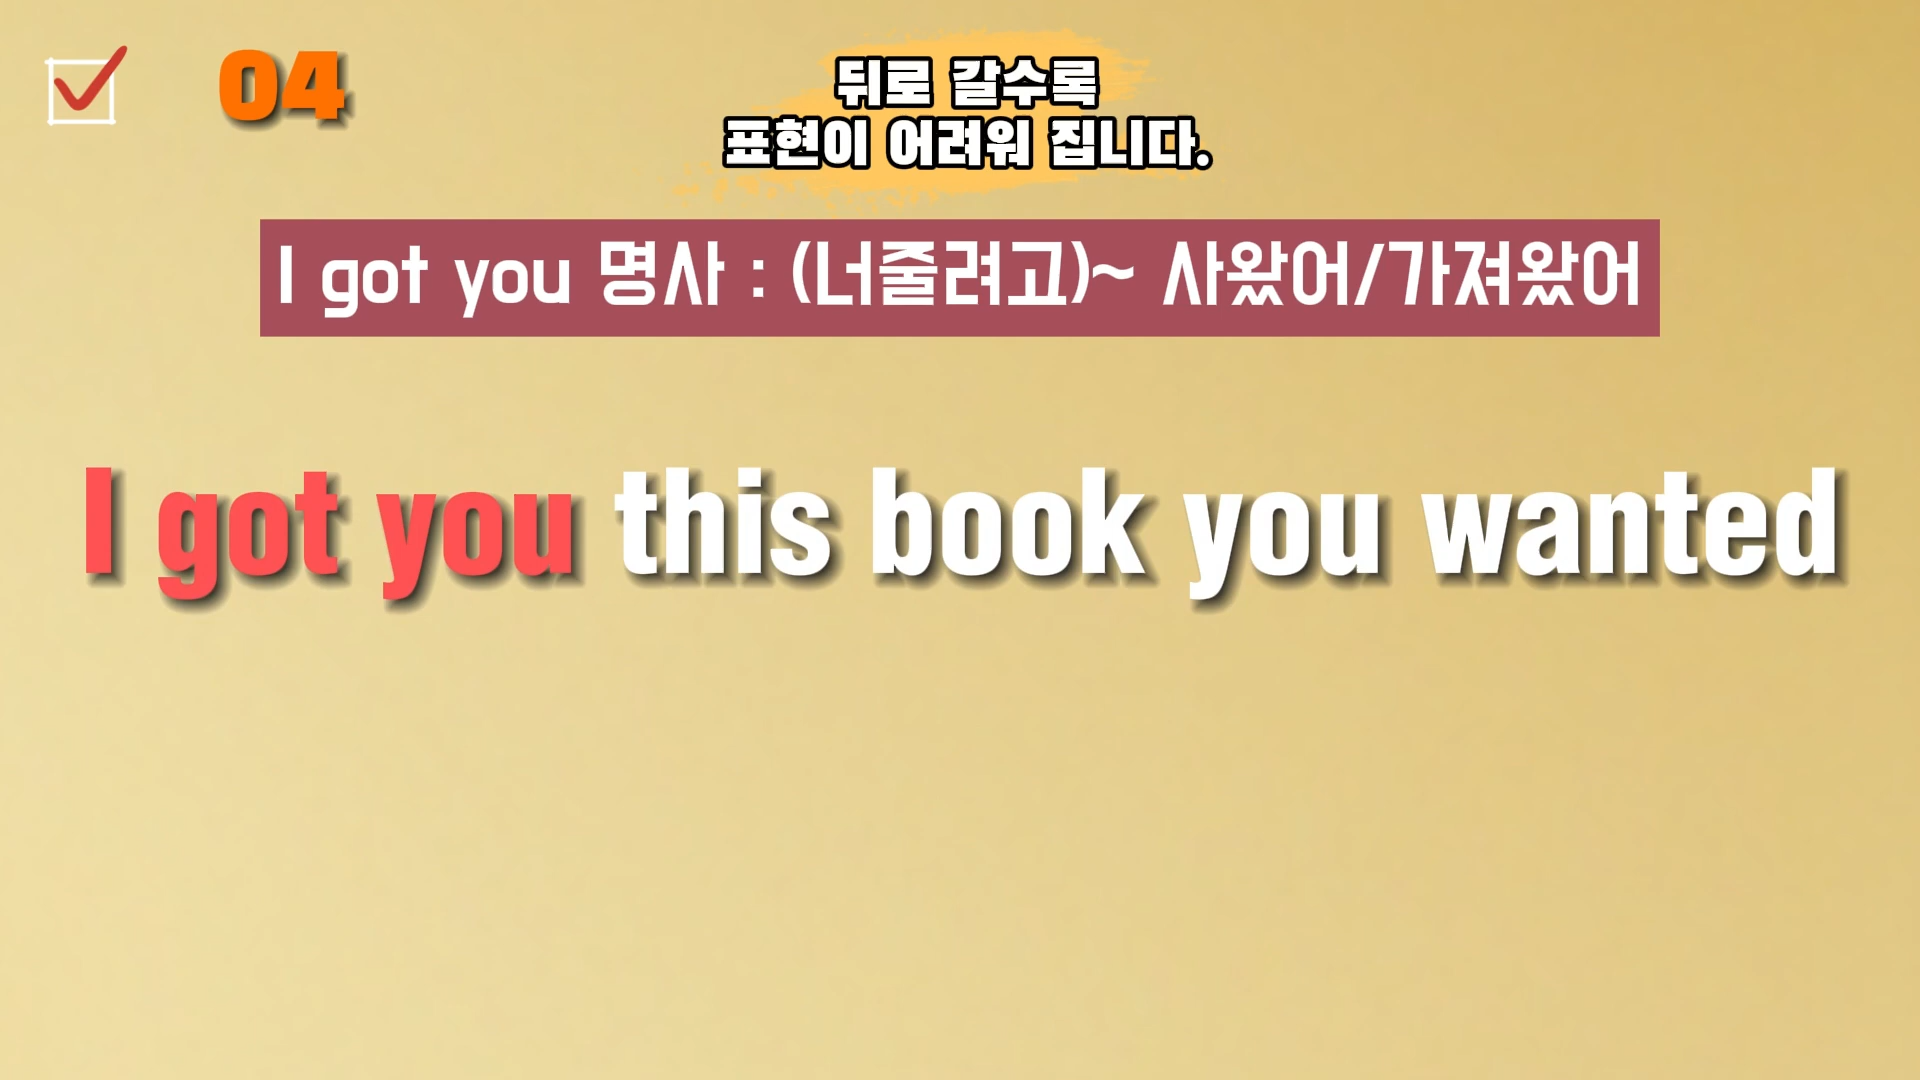 04
뒤로 갈수록
표현이 어려워 집니다.
I got you 명사 : (너줄려고)~ 사왔어/가져왔어
I got you this book you wanted